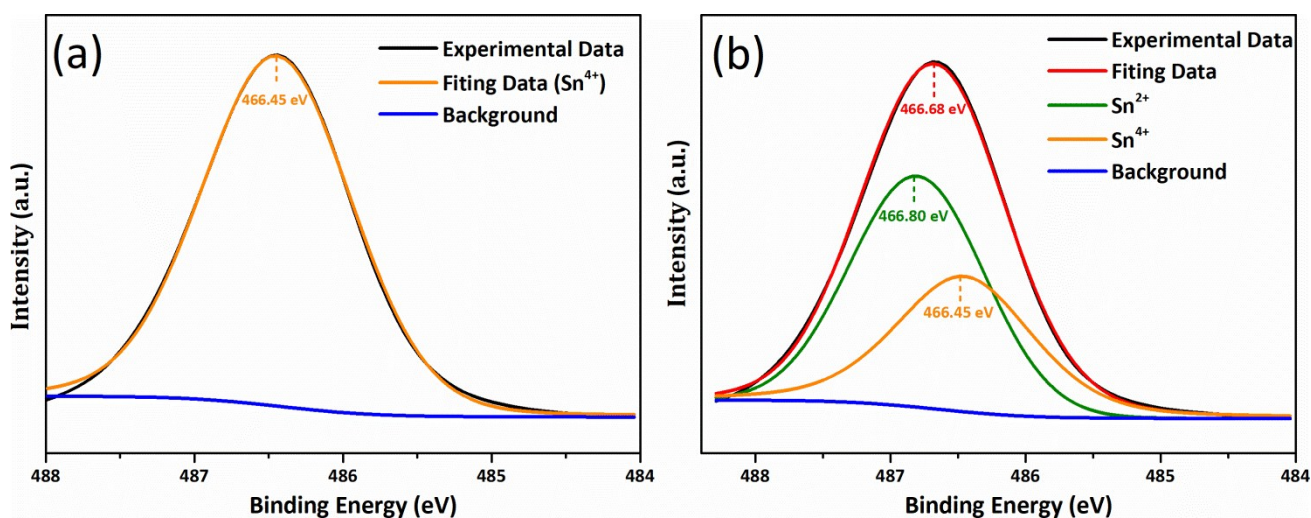 (a)
Experimental Data
Fiting Data (Sn⁴⁺)
Background
466.45 eV
Intensity (a.u.)
488 487 486 485 484
Binding Energy (eV)
(b)
Experimental Data
Fiting Data
Sn²⁺
Sn⁴⁺
Background
466.68 eV
466.80 eV
466.45 eV
Intensity (a.u.)
488 487 486 485 484
Binding Energy (eV)